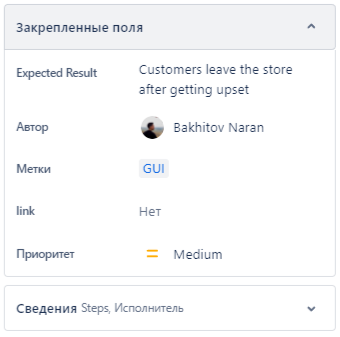 Закрепленные поля
Expected Result
Customers leave the store
after getting upset
Автор
Bakhitov Naran
Метки
GUI
link
Нет
Приоритет
Medium
Сведения Steps, Исполнитель